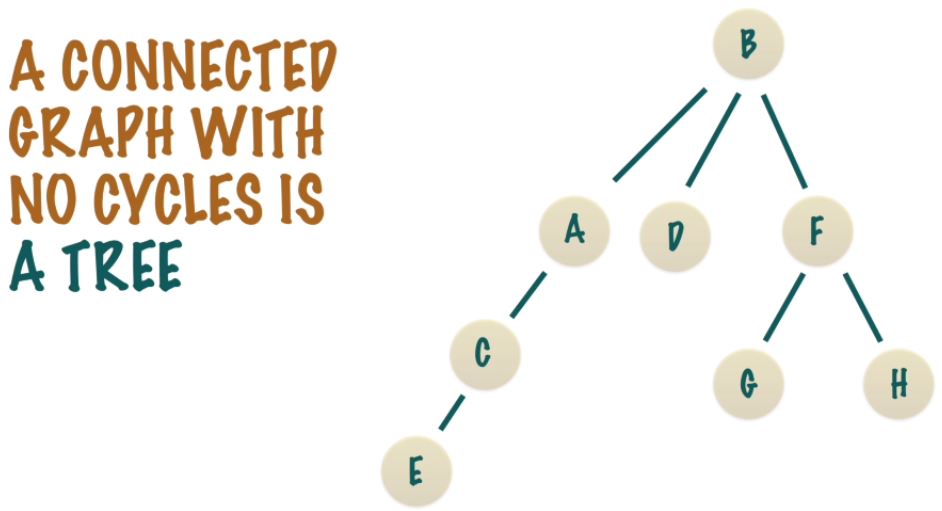 A CONNECTED
GRAPH WITH
NO CYCLES IS
A TREE
B
A
D
F
C
G
H
E